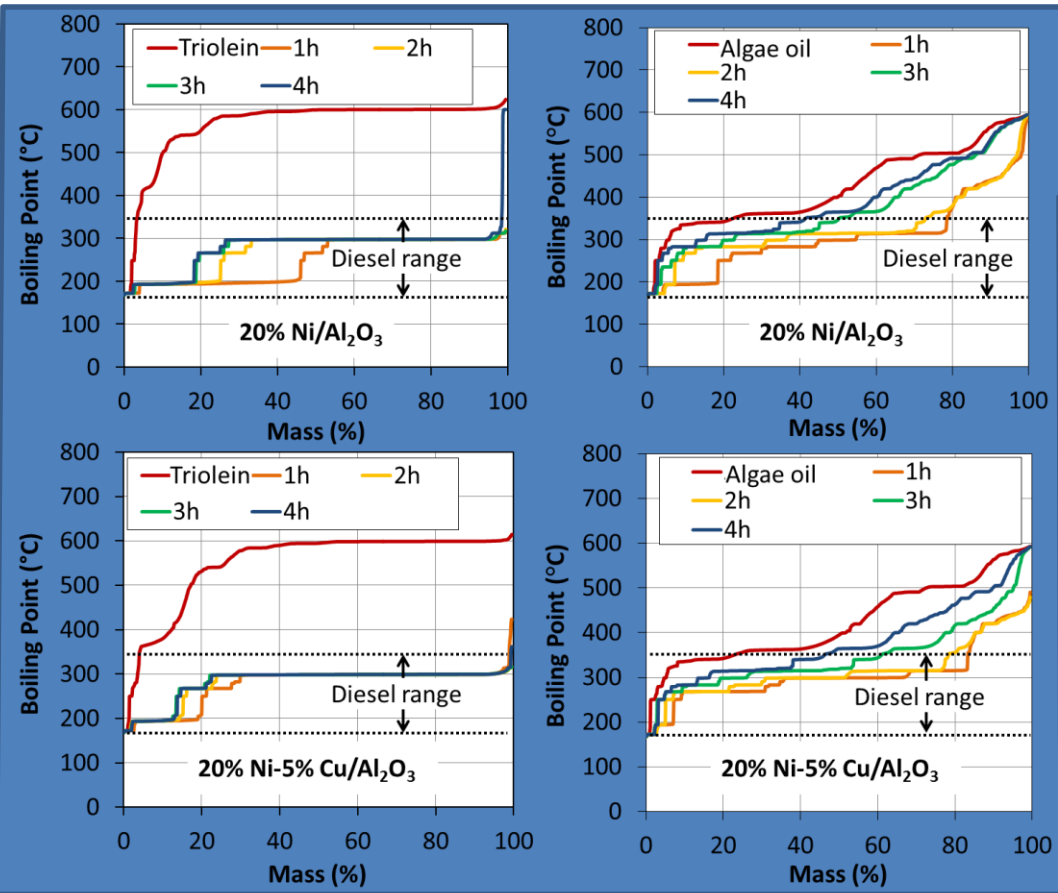 800
700
600
500
400
300
200
100
0
Boiling Point (°C)
Triolein 1h 2h
3h 4h
Diesel range
20% Ni/Al₂O₃
0 20 40 60 80 100
Mass (%)
800
700
600
500
400
300
200
100
0
Boiling Point (°C)
Algae oil 1h
2h 3h
4h
Diesel range
20% Ni/Al₂O₃
0 20 40 60 80 100
Mass (%)
800
700
600
500
400
300
200
100
0
Boiling Point (°C)
Triolein 1h 2h
3h 4h
Diesel range
20% Ni-5% Cu/Al₂O₃
0 20 40 60 80 100
Mass (%)
800
700
600
500
400
300
200
100
0
Boiling Point (°C)
Algae oil 1h
2h 3h
4h
Diesel range
20% Ni-5% Cu/Al₂O₃
0 20 40 60 80 100
Mass (%)